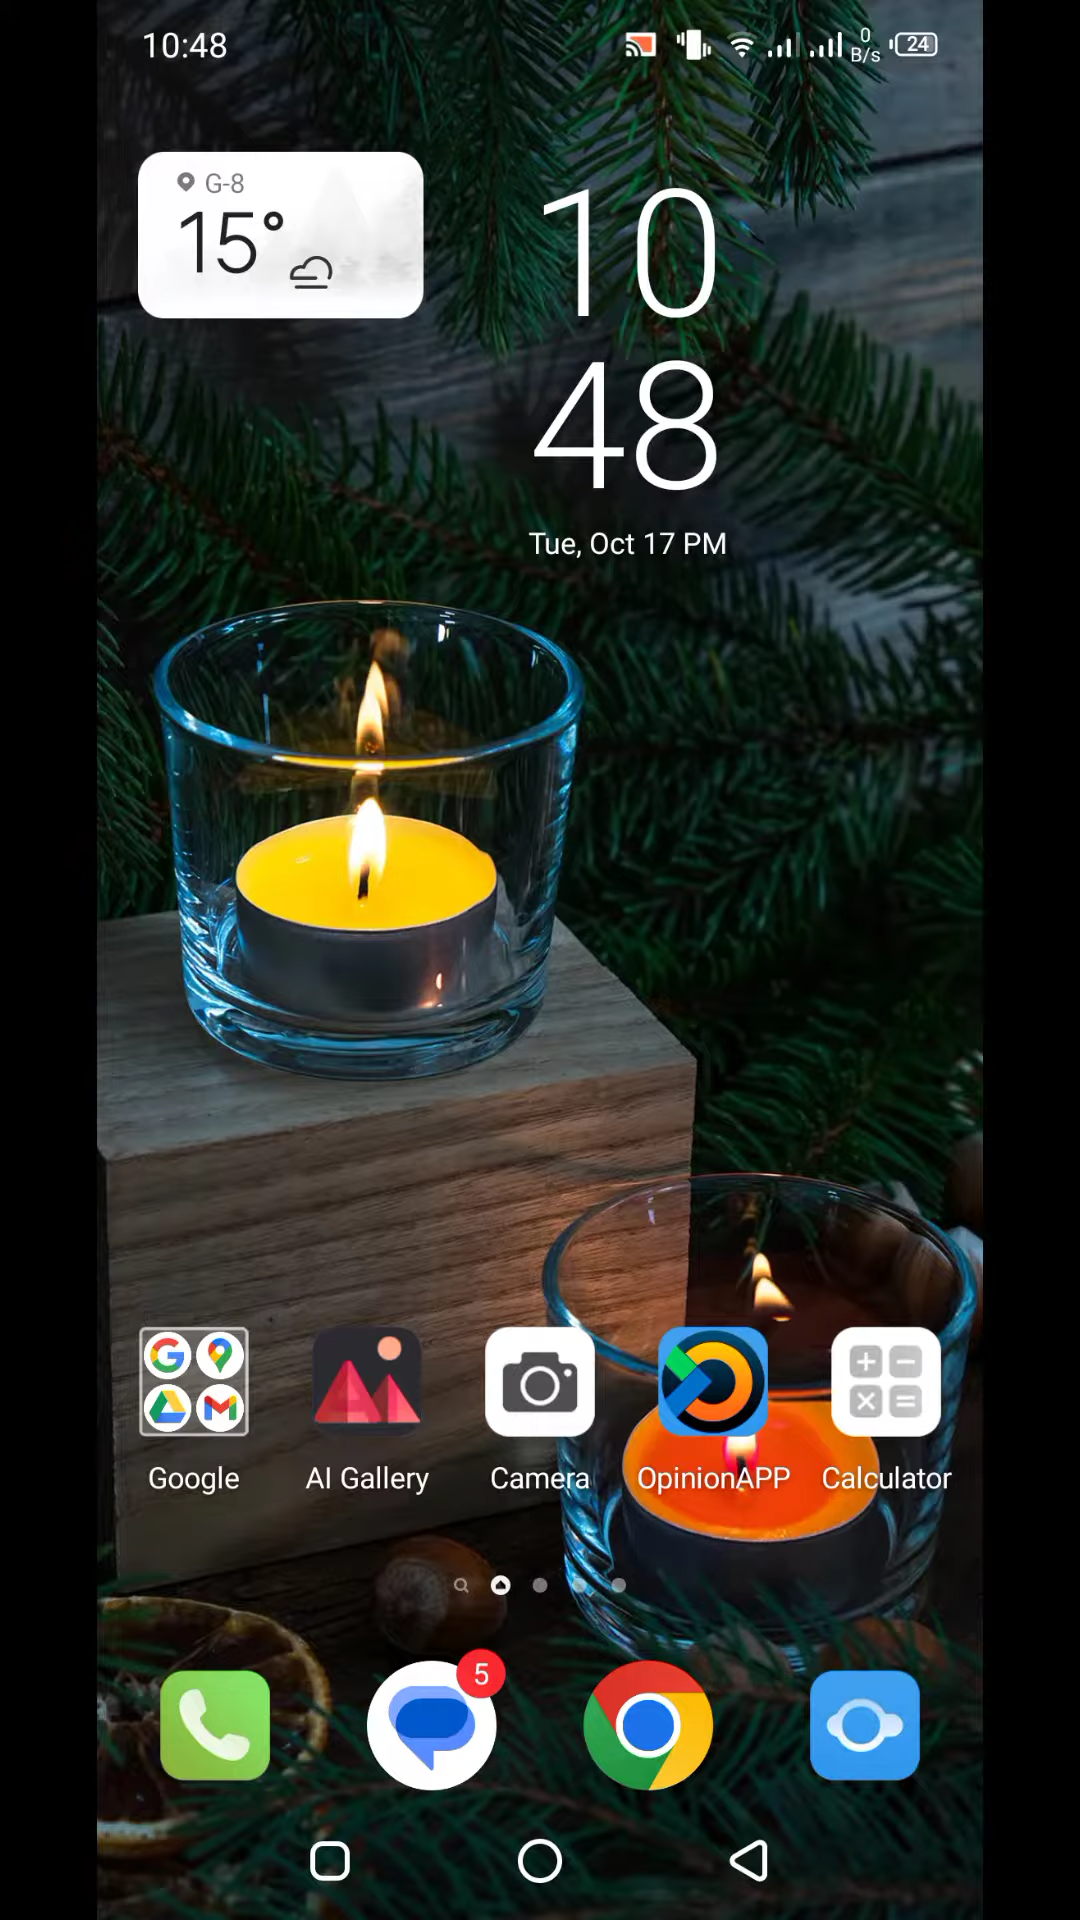 10:48
0
B/s
24
G-8
15°
10
48
Tue, Oct 17 PM
Google
AI Gallery
Camera
OpinionAPP
Calculator
5